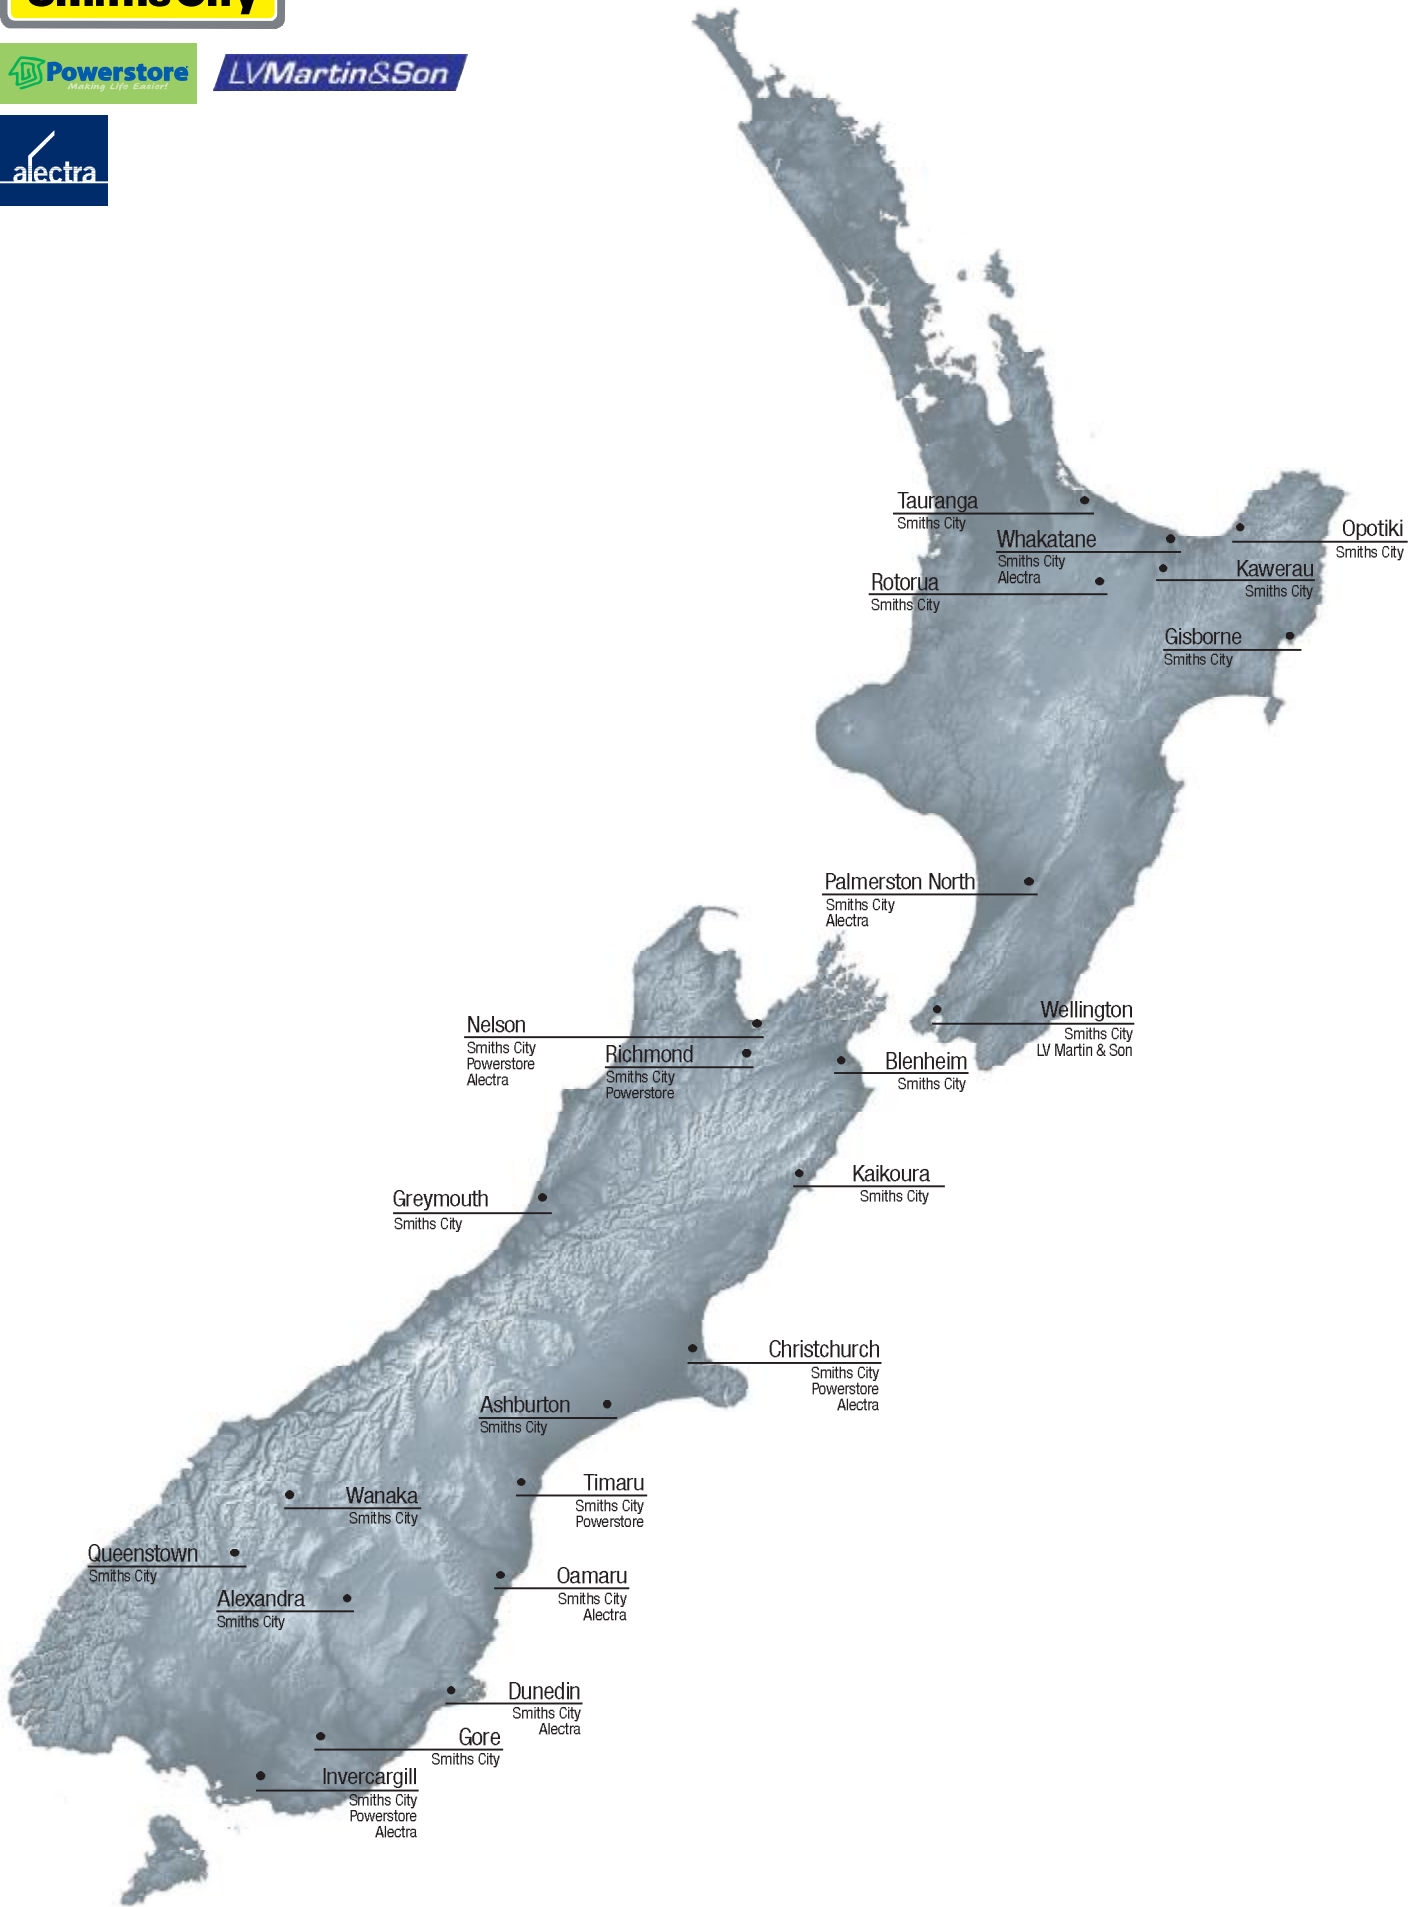 Smiths City
Powerstore
Making Life Easier!
LVMartin&Son
alectra
Tauranga
Smiths City
Whakatane
Smiths City
Alectra
Opotiki
Smiths City
Kawerau
Smiths City
Rotorua
Smiths City
Gisborne
Smiths City
Palmerston North
Smiths City
Alectra
Wellington
Smiths City
LV Martin & Son
Nelson
Smiths City
Powerstore
Alectra
Richmond
Smiths City
Powerstore
Blenheim
Smiths City
Kaikoura
Smiths City
Greymouth
Smiths City
Christchurch
Smiths City
Powerstore
Alectra
Ashburton
Smiths City
Timaru
Smiths City
Powerstore
Wanaka
Smiths City
Queenstown
Smiths City
Oamaru
Smiths City
Alectra
Alexandra
Smiths City
Dunedin
Smiths City
Alectra
Gore
Smiths City
Invercargill
Smiths City
Powerstore
Alectra